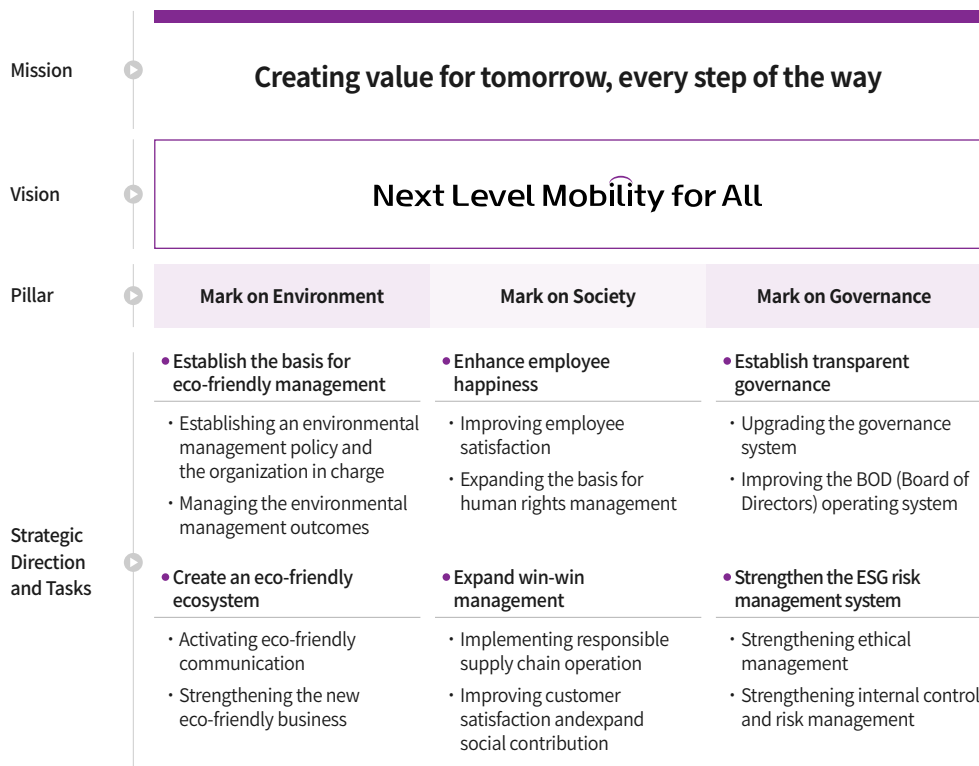 Mission
Creating value for tomorrow, every step of the way
Vision
Next Level Mobility for All
Pillar
Mark on Environment
Mark on Society
Mark on Governance
Strategic
Direction
and Tasks
Establish the basis for
eco-friendly management
· Establishing an environmental
management policy and
the organization in charge
· Managing the environmental
management outcomes
Create an eco-friendly
ecosystem
· Activating eco-friendly
communication
· Strengthening the new
eco-friendly business
Enhance employee
happiness
· Improving employee
satisfaction
· Expanding the basis for
human rights management
Expand win-win
management
· Implementing responsible
supply chain operation
· Improving customer
satisfaction andexpand
social contribution
Establish transparent
governance
· Upgrading the governance
system
· Improving the BOD (Board of
Directors) operating system
Strengthen the ESG risk
management system
· Strengthening ethical
management
· Strengthening internal control
and risk management